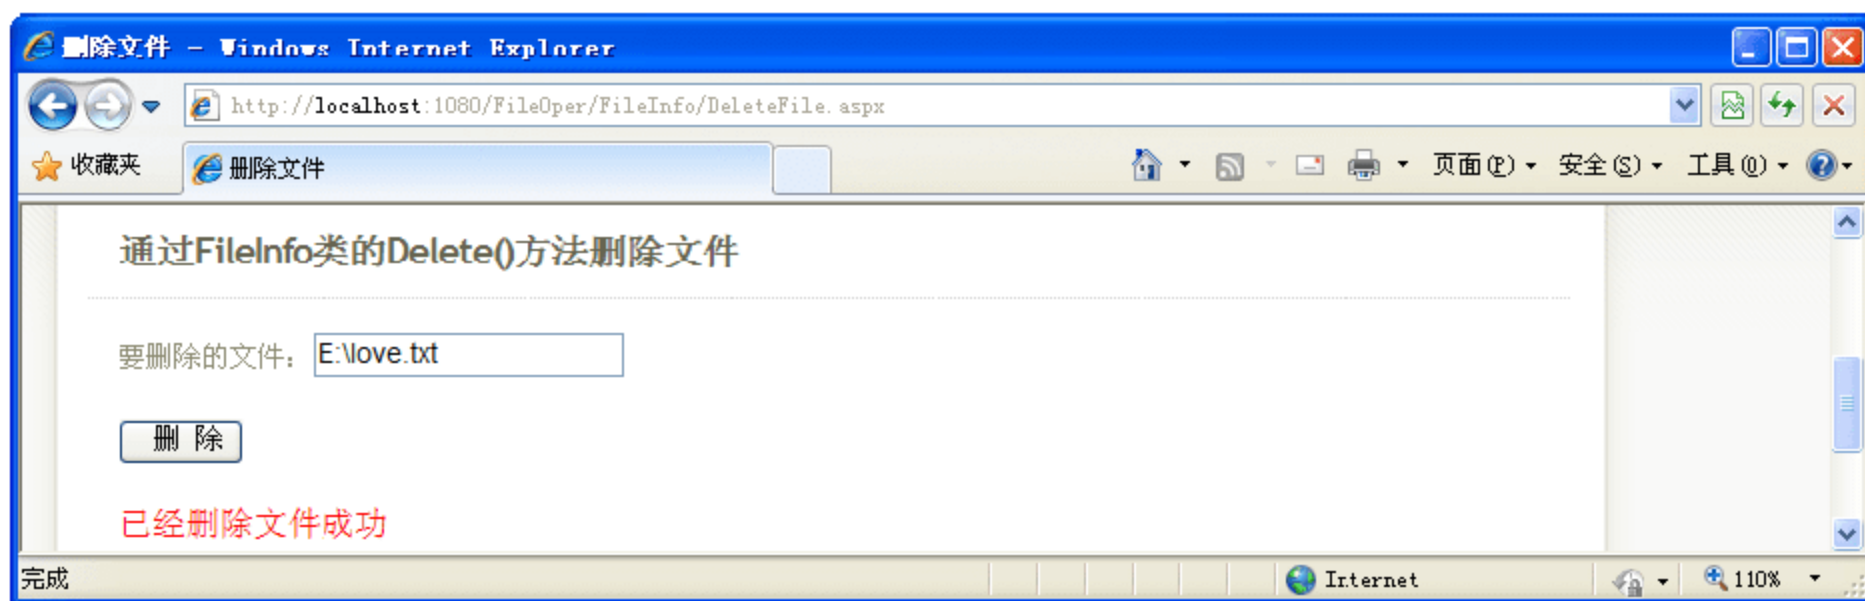 删除文件 - Windows Internet Explorer
http://localhost:1080/FileOper/FileInfo/DeleteFile.aspx
收藏夹 删除文件 页面(P) 安全(S) 工具(O)
通过FileInfo类的Delete()方法删除文件
要删除的文件： E:\love.txt
删 除
已经删除文件成功
完成 Internet 110%